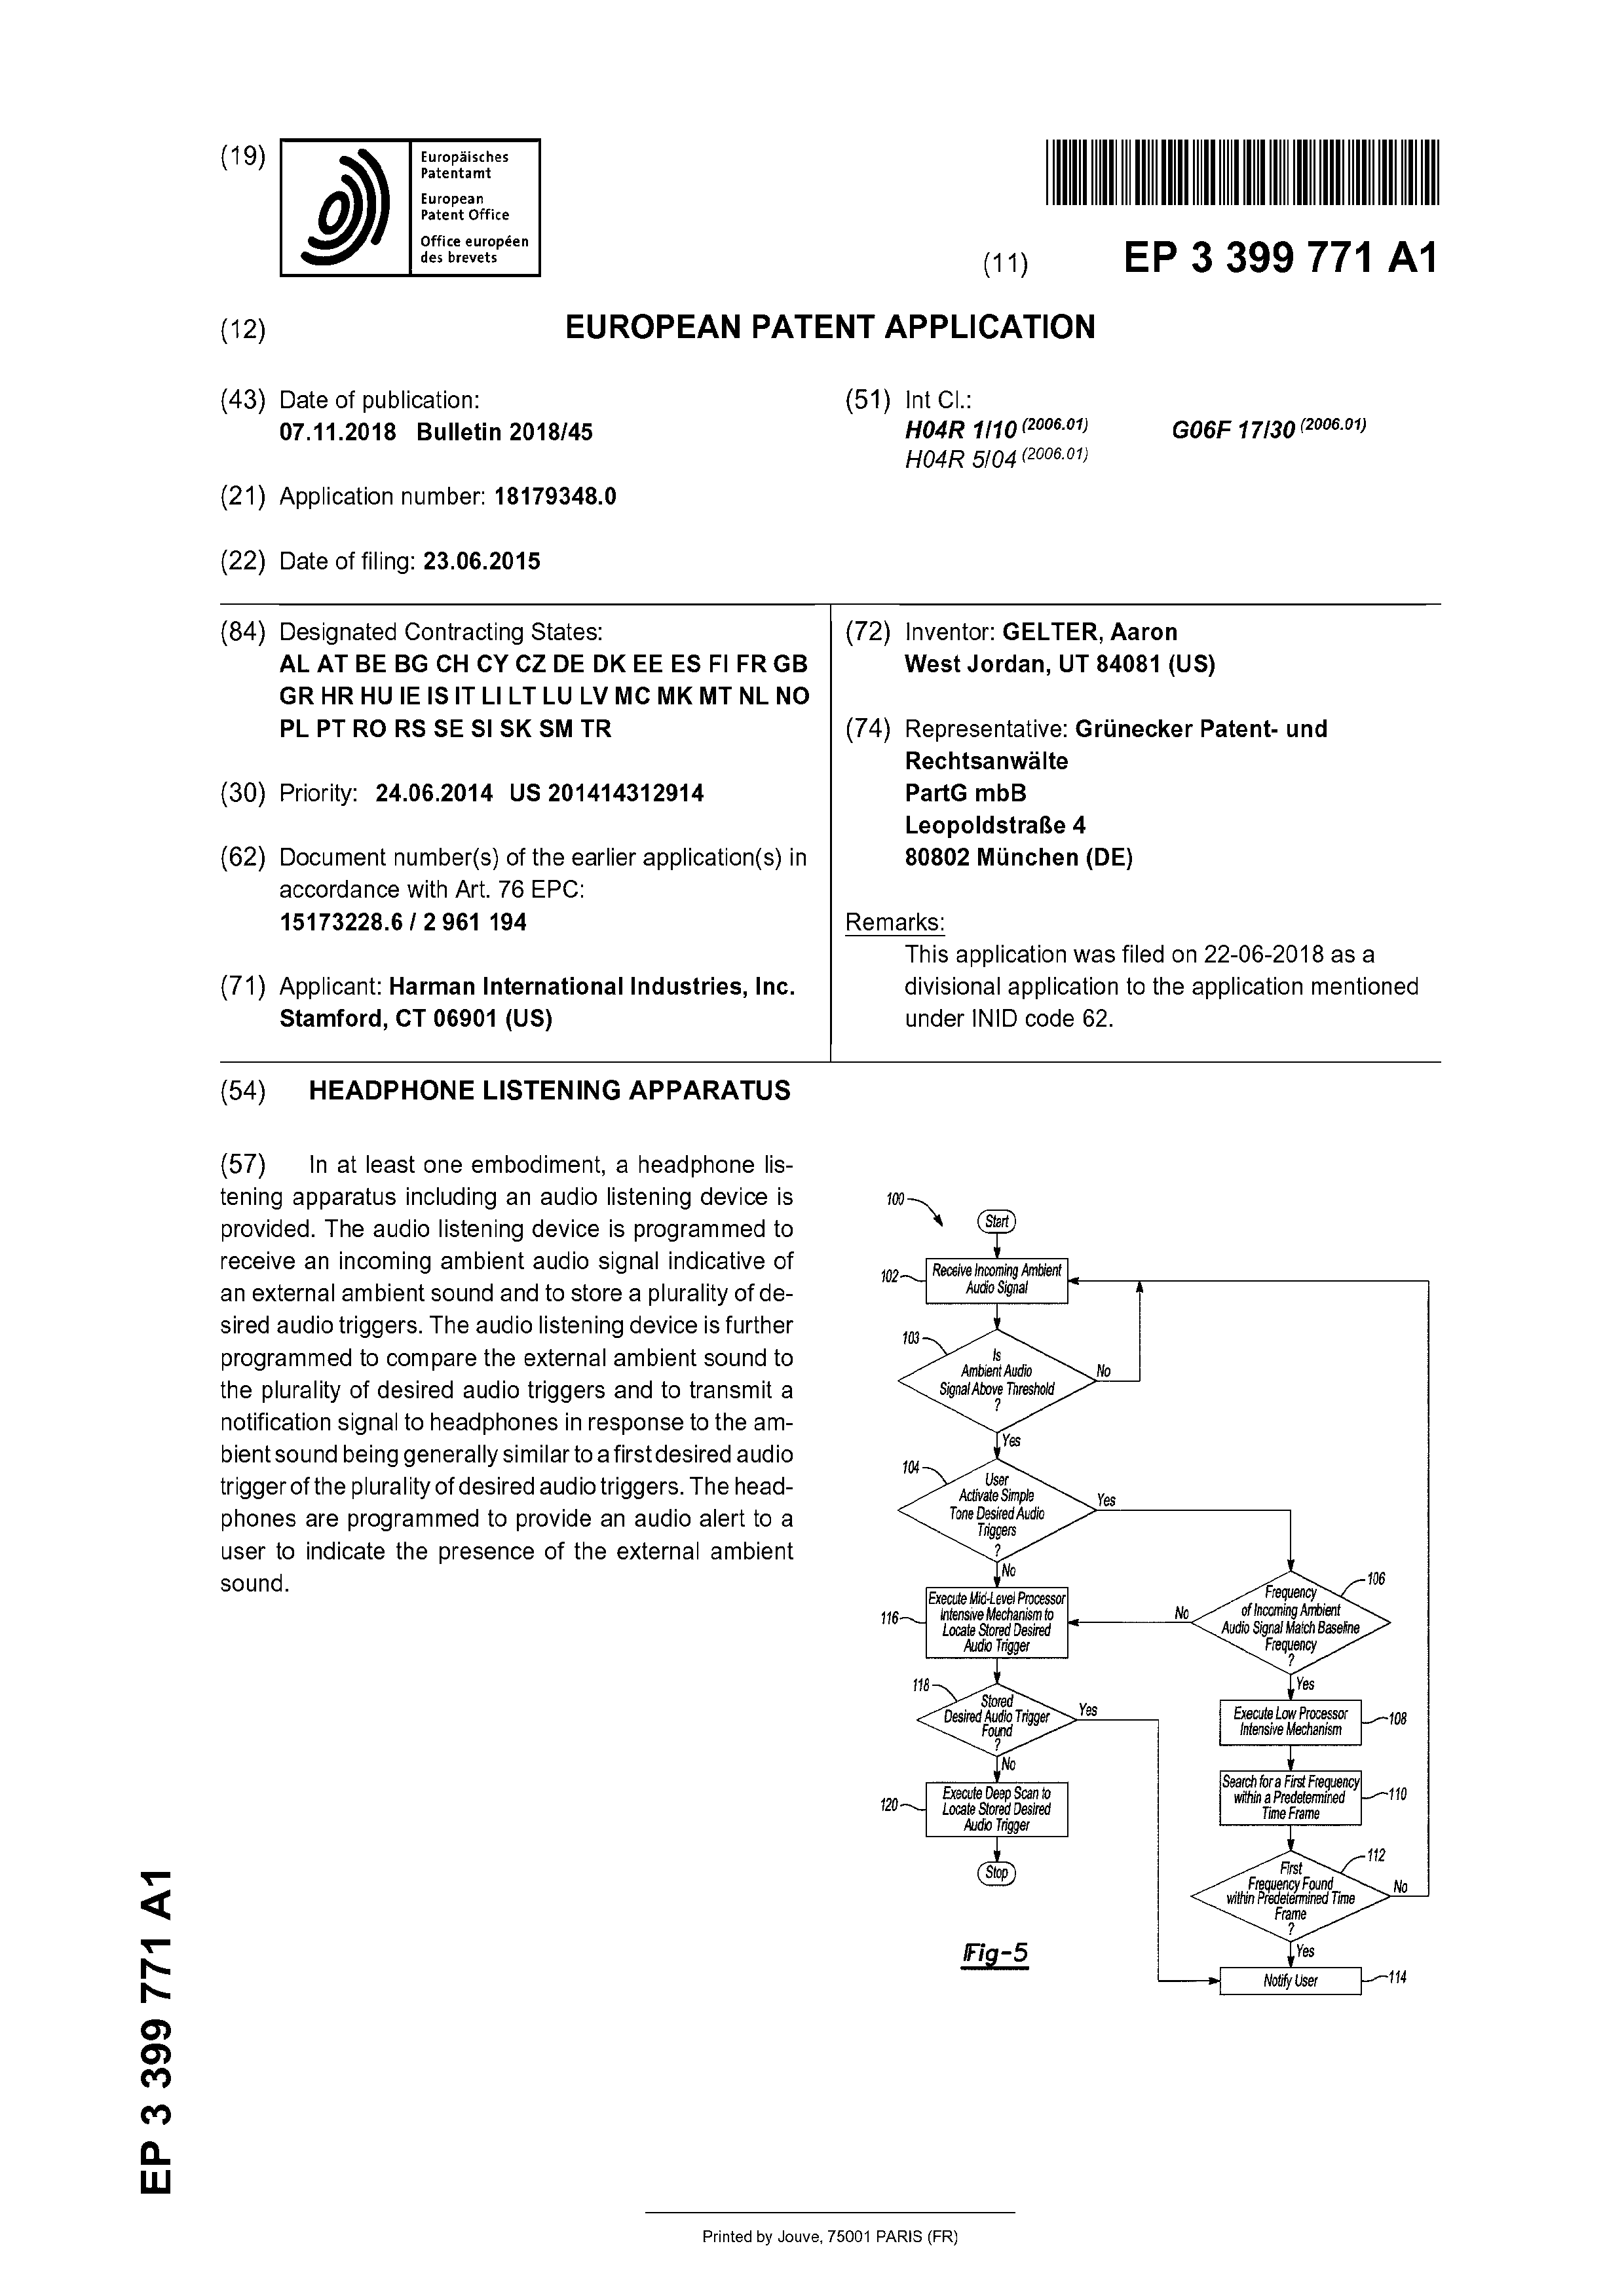 (19)
Europäisches
Patentamt
European
Patent Office
Office européen
des brevets
(11) EP 3 399 771 A1
(12) EUROPEAN PATENT APPLICATION
(43) Date of publication:
07.11.2018 Bulletin 2018/45
(21) Application number: 18179348.0
(22) Date of filing: 23.06.2015
(51) Int Cl.:
H04R 1/10 (2006.01) G06F 17/30 (2006.01)
H04R 5/04 (2006.01)
(84) Designated Contracting States:
AL AT BE BG CH CY CZ DE DK EE ES FI FR GB
GR HR HU IE IS IT LI LT LU LV MC MK MT NL NO
PL PT RO RS SE SI SK SM TR
(30) Priority: 24.06.2014 US 201414312914
(62) Document number(s) of the earlier application(s) in
accordance with Art. 76 EPC:
15173228.6 / 2 961 194
(71) Applicant: Harman International Industries, Inc.
Stamford, CT 06901 (US)
(72) Inventor: GELTER, Aaron
West Jordan, UT 84081 (US)
(74) Representative: Grünecker Patent- und
Rechtsanwälte
PartG mbB
Leopoldstraße 4
80802 München (DE)
Remarks:
This application was filed on 22-06-2018 as a
divisional application to the application mentioned
under INID code 62.
(54) HEADPHONE LISTENING APPARATUS
(57) In at least one embodiment, a headphone lis-
tening apparatus including an audio listening device is
provided. The audio listening device is programmed to
receive an incoming ambient audio signal indicative of
an external ambient sound and to store a plurality of de-
sired audio triggers. The audio listening device is further
programmed to compare the external ambient sound to
the plurality of desired audio triggers and to transmit a
notification signal to headphones in response to the am-
bient sound being generally similar to a first desired audio
trigger of the plurality of desired audio triggers. The head-
phones are programmed to provide an audio alert to a
user to indicate the presence of the external ambient
sound.
100
Start
102
Receive Incoming Ambient
Audio Signal
103
Is
Ambient Audio
Signal Above Threshold
?
No
Yes
104
User
Activate Simple
Tone Desired Audio
Triggers
?
Yes
No
106
Frequency
of Incoming Ambient
Audio Signal Match Baseline
Frequency
?
No
Yes
116
Execute Mid-Level Processor
Intensive Mechanism to
Locate Stored Desired
Audio Trigger
118
Stored
Desired Audio Trigger
Found
?
Yes
No
108
Execute Low Processor
Intensive Mechanism
110
Search for a First Frequency
within a Predetermined
Time Frame
120
Execute Deep Scan to
Locate Stored Desired
Audio Trigger
Stop
112
First
Frequency Found
within Predetermined Time
Frame
?
No
Yes
114
Notify User
Fig-5
EP 3 399 771 A1
Printed by Jouve, 75001 PARIS (FR)